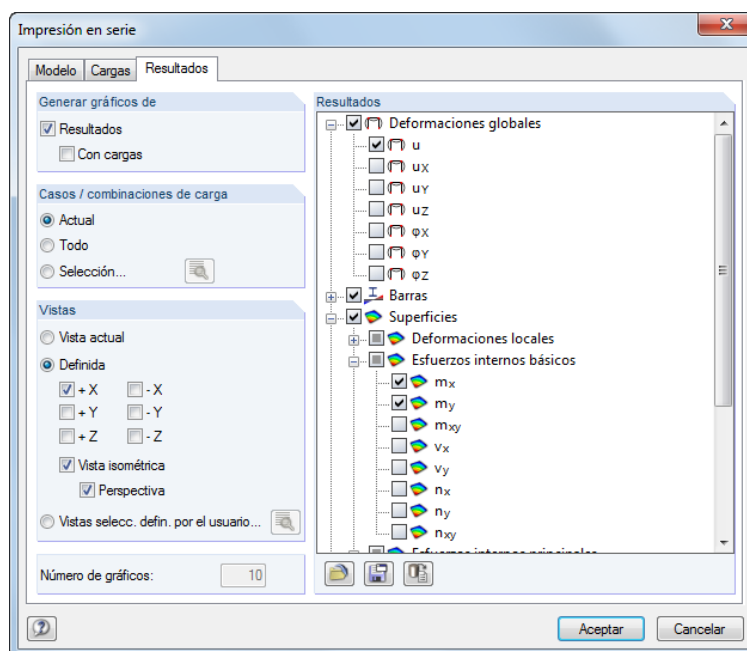 Impresión en serie
Modelo
Cargas
Resultados
Generar gráficos de
Resultados
Con cargas
Casos / combinaciones de carga
Actual
Todo
Selección...
Vistas
Vista actual
Definida
+ X
- X
+ Y
- Y
+ Z
- Z
Vista isométrica
Perspectiva
Vistas selecc. defin. por el usuario...
Número de gráficos:
10
Resultados
Deformaciones globales
u
uX
uY
uZ
φX
φY
φZ
Barras
Superficies
Deformaciones locales
Esfuerzos internos básicos
mx
my
mxy
vx
vy
nx
ny
nxy
Esfuerzos internos principales
Aceptar
Cancelar